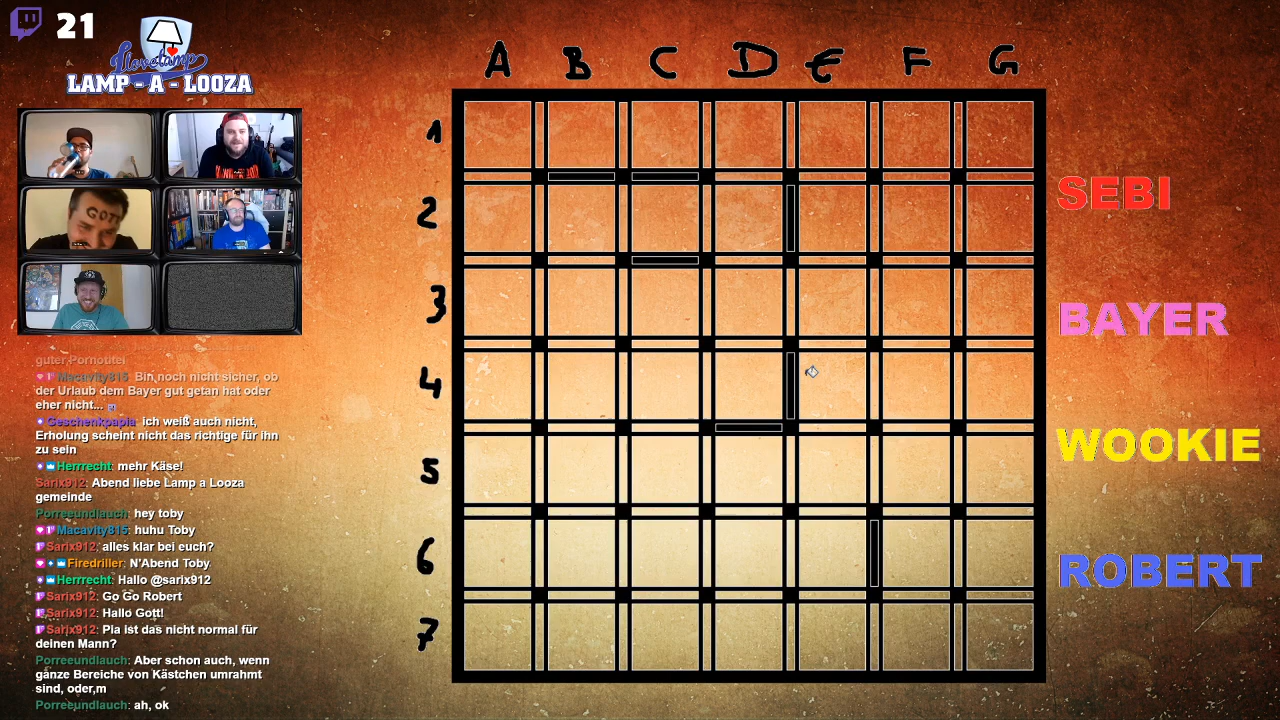 21
Ilovelamp
LAMP - A - LOOZA
A B C D E F G
1
2
3
4
5
6
7
SEBI
BAYER
WOOKIE
ROBERT
GOTT
guter Pornotitel
Macavity815: Bin noch nicht sicher, ob
der Urlaub dem Bayer gut getan hat oder
eher nicht...
Geschenkpapia: ich weiß auch nicht,
Erholung scheint nicht das richtige für ihn
zu sein
Herrrecht: mehr Käse!
Sarix912: Abend liebe Lamp a Looza
gemeinde
Porreeundlauch: hey toby
Macavity815: huhu Toby
Sarix912: alles klar bei euch?
Firedriller: N'Abend Toby
Herrrecht: Hallo @sarix912
Sarix912: Go Go Robert
Sarix912: Hallo Gott!
Sarix912: Pia ist das nicht normal für
deinen Mann?
Porreeundlauch: Aber schon auch, wenn
ganze Bereiche von Kästchen umrahmt
sind, oder,m
Porreeundlauch: ah, ok